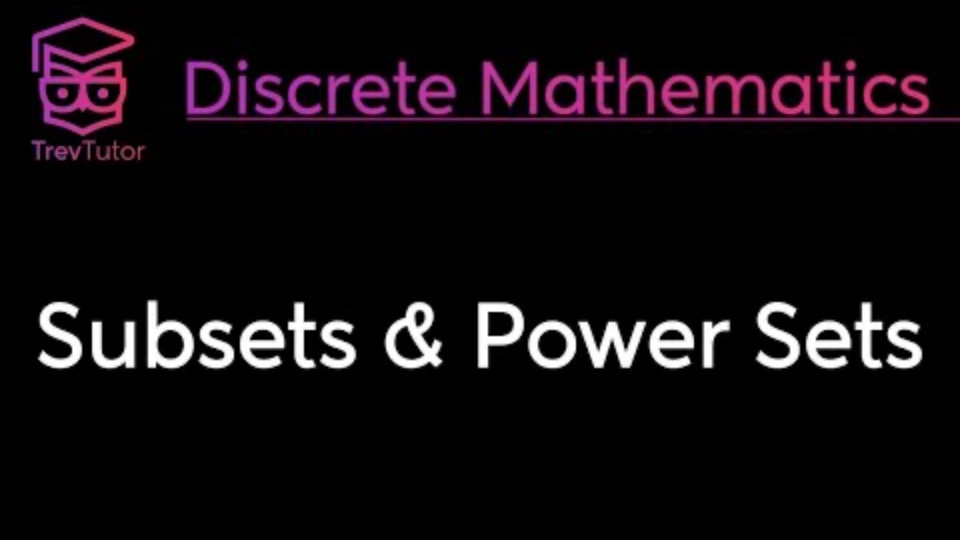 Discrete Mathematics
TrevTutor
Subsets & Power Sets